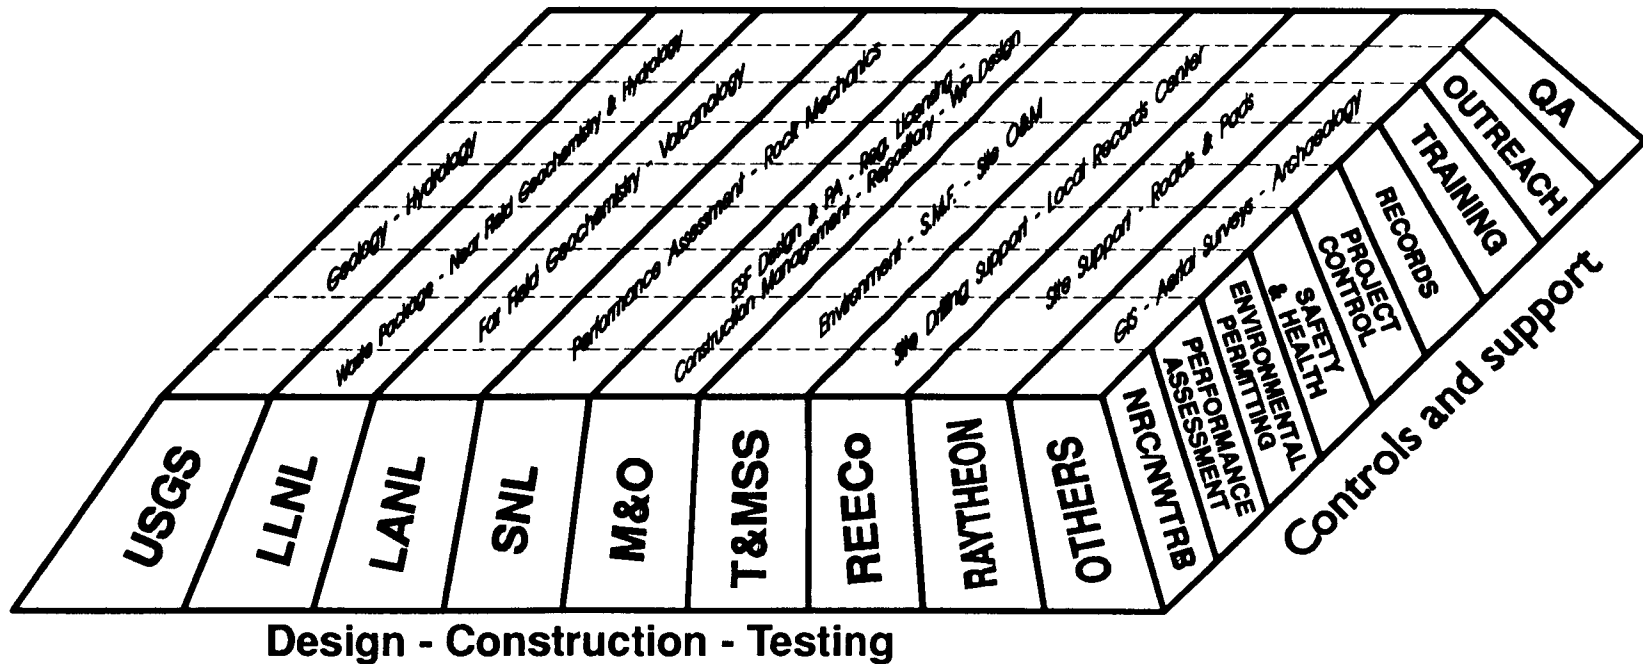 Geology - Hydrology
Waste Package - Near Field Geochemistry & Hydrology
Far Field Geochemistry - Volcanology
Performance Assessment - Rock Mechanics
ESF Design & PA - Reg. Licensing -
Construction Management - Repository - WP Design
Environment - S.M.F. - Site O&M
Site Drilling Support - Local Records Center
Site Support - Roads & Pads
GIS - Aerial Surveys - Archaeology
USGS
LLNL
LANL
SNL
M&O
T&MSS
REECo
RAYTHEON
OTHERS
NRC/NWTRB
PERFORMANCE
ASSESSMENT
ENVIRONMENTAL
PERMITTING
SAFETY
& HEALTH
PROJECT
CONTROL
RECORDS
TRAINING
OUTREACH
QA
Controls and support
Design - Construction - Testing